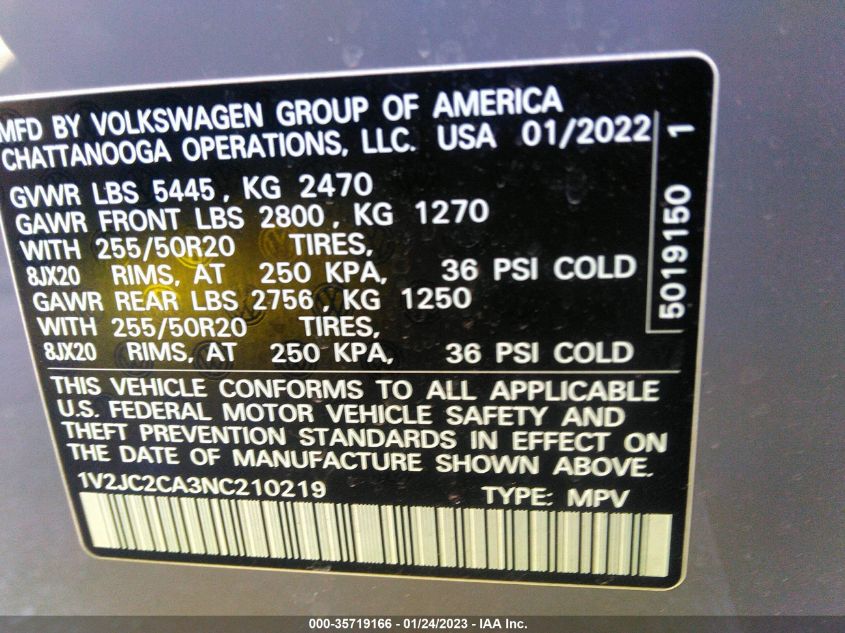 MFD BY VOLKSWAGEN GROUP OF AMERICA
CHATTANOOGA OPERATIONS, LLC. USA 01/2022
GVWR LBS 5445, KG 2470
GAWR FRONT LBS 2800, KG 1270
WITH 255/50R20 TIRES,
8JX20 RIMS, AT 250 KPA, 36 PSI COLD
GAWR REAR LBS 2756, KG 1250
WITH 255/50R20 TIRES,
8JX20 RIMS, AT 250 KPA, 36 PSI COLD
5019150 1
THIS VEHICLE CONFORMS TO ALL APPLICABLE
U.S. FEDERAL MOTOR VEHICLE SAFETY AND
THEFT PREVENTION STANDARDS IN EFFECT ON
THE DATE OF MANUFACTURE SHOWN ABOVE.
1V2JC2CA3NC210219 TYPE: MPV
000-35719166 - 01/24/2023 - IAA Inc.